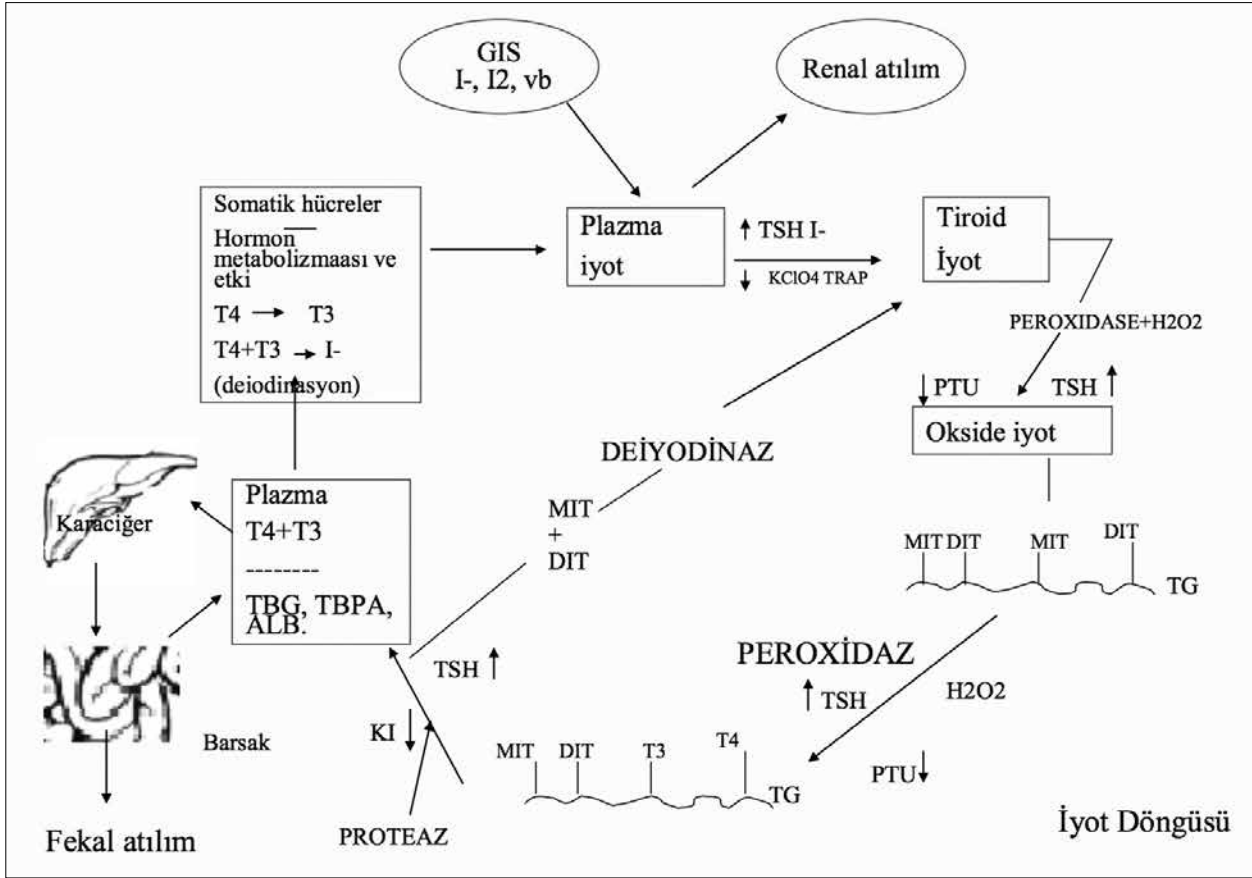 GIS
I-, I2, vb
Renal atılım
Somatik hücreler
Hormon
metabolizmaası ve
etki
T4 → T3
T4+T3 → I-
(deiodinasyon)
Plazma
iyot
↑ TSH I-
↓ KClO4 TRAP
Tiroid
İyot
PEROXIDASE+H2O2
↓ PTU TSH ↑
Okside iyot
DEİYODİNAZ
MIT
+
DIT
Karaciğer
Plazma
T4+T3
--------
TBG, TBPA,
ALB.
MIT DIT MIT DIT
TG
PEROXİDAZ
↑ TSH
H2O2
PTU ↓
TSH ↑
KI ↓
Barsak
MIT DIT T3 T4
TG
PROTEAZ
Fekal atılım
İyot Döngüsü